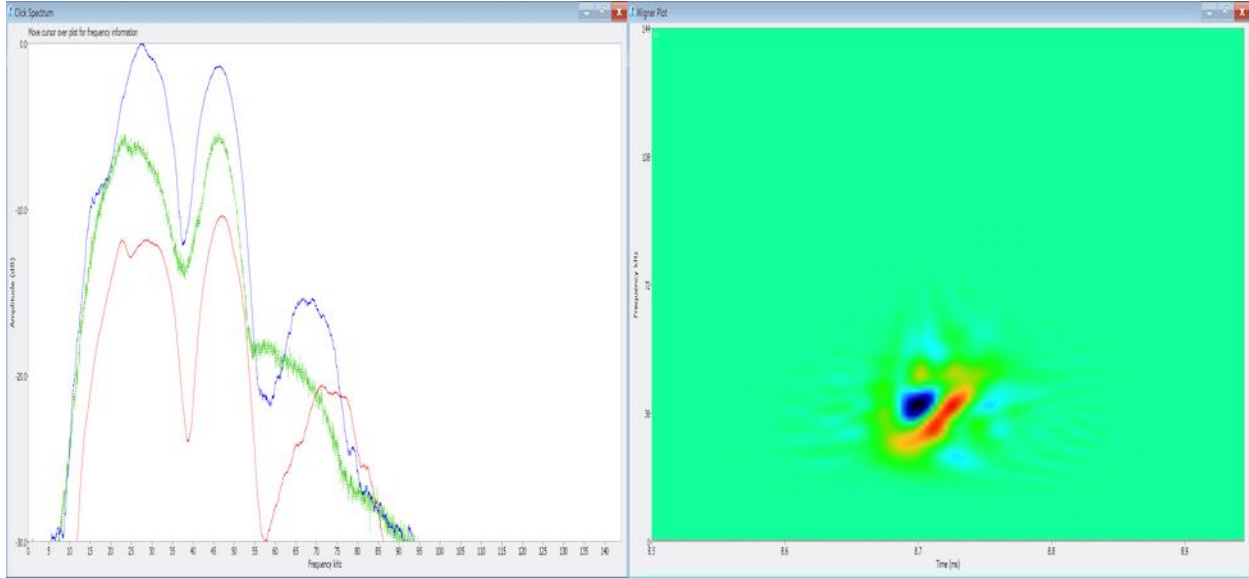 Click Spectrum
Move cursor over plot for frequency information
0.0
-10.0
-20.0
-30.0
Amplitude (dB)
0 5 10 15 20 25 30 35 40 45 50 55 60 65 70 75 80 85 90 95 100 105 110 115 120 125 130 135 140
Frequency kHz
Wigner Plot
144
108
0
Frequency kHz
8.5 8.6 8.7 8.8 8.9
Time (ms)